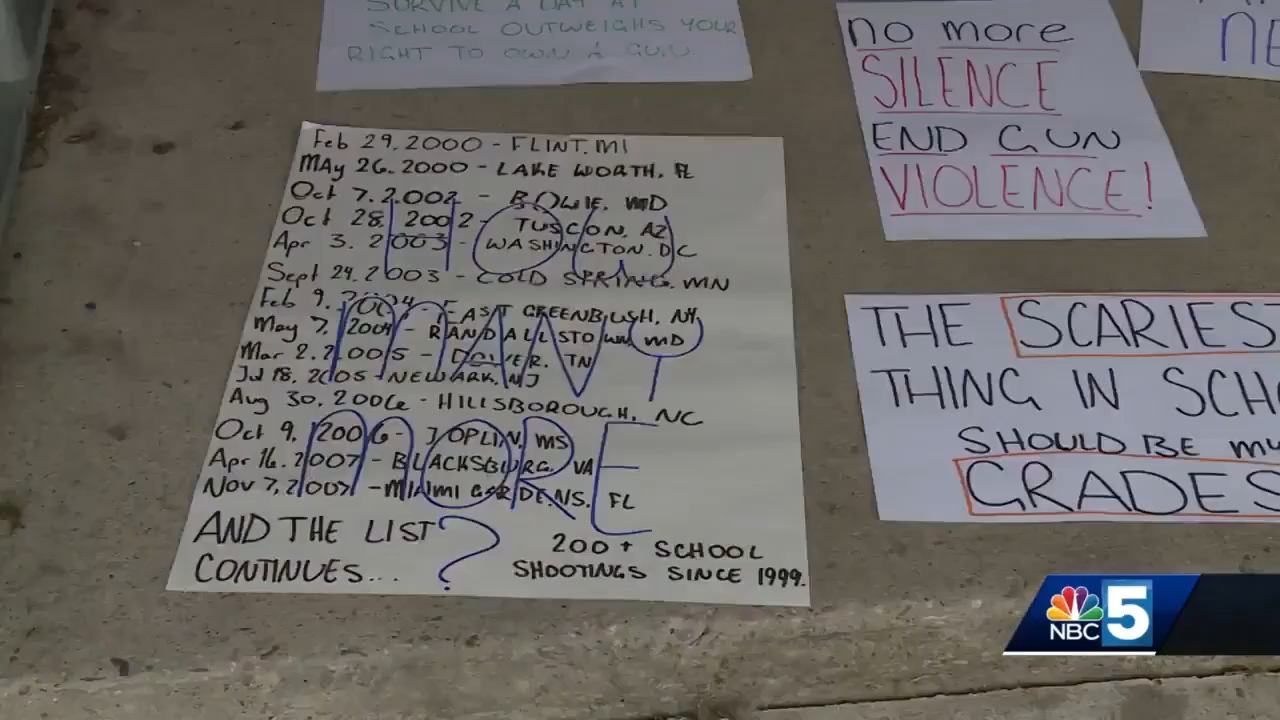 SURVIVE A DAY AT
SCHOOL OUTWEIGHS YOUR
RIGHT TO OWN A GUN.
no more
SILENCE
END GUN
VIOLENCE!
NE
Feb 29.2000 - FLINT.MI
MAy 26.2000 - LAKE WORTH, FL
Oct 7.2.002 - BOWIE, MD
Oct 28, 2002 - TUSCON, AZ
Apr 3. 2003 - WASHINGTON.DC
Sept 24.2003 - COLD SPRING. MN
Feb 9. 2004 - EAST GREENBUSH, NY
May 7, 2004 - RANDALLSTOWN MD
Mar 2.2005 - DOVER. TN
Jul 18, 2005 - NEWARK, NJ
Aug 30.2006 - HILLSBOROUGH, NC
Oct 9, 2006 - JOPLIN, MS
Apr 16.2007 - BLACKSBURG. VA
Nov 7, 2007 - MIAMI GARDENS. FL
HOW
MANY
MORE
?
AND THE LIST
CONTINUES...
200+ SCHOOL
SHOOTINGS SINCE 1999.
THE SCARIES
THING IN SCH
SHOULD BE MY
GRADES
NBC 5